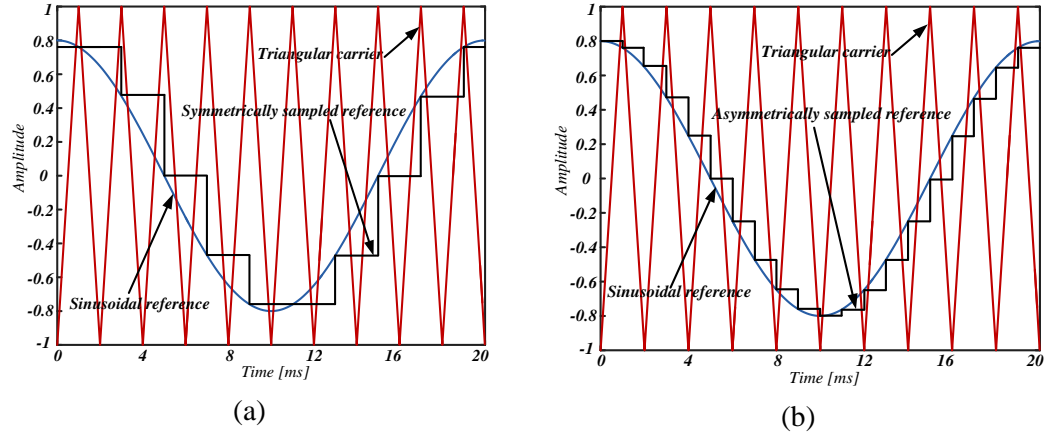 1
0.8
0.6
0.4
0.2
0
-0.2
-0.4
-0.6
-0.8
-1
Amplitude
Triangular carrier
Symmetrically sampled reference
Sinusoidal reference
0 4 8 12 16 20
Time [ms]
(a)
1
0.8
0.6
0.4
0.2
0
-0.2
-0.4
-0.6
-0.8
-1
Amplitude
Triangular carrier
Asymmetrically sampled reference
Sinusoidal reference
0 4 8 12 16 20
Time [ms]
(b)